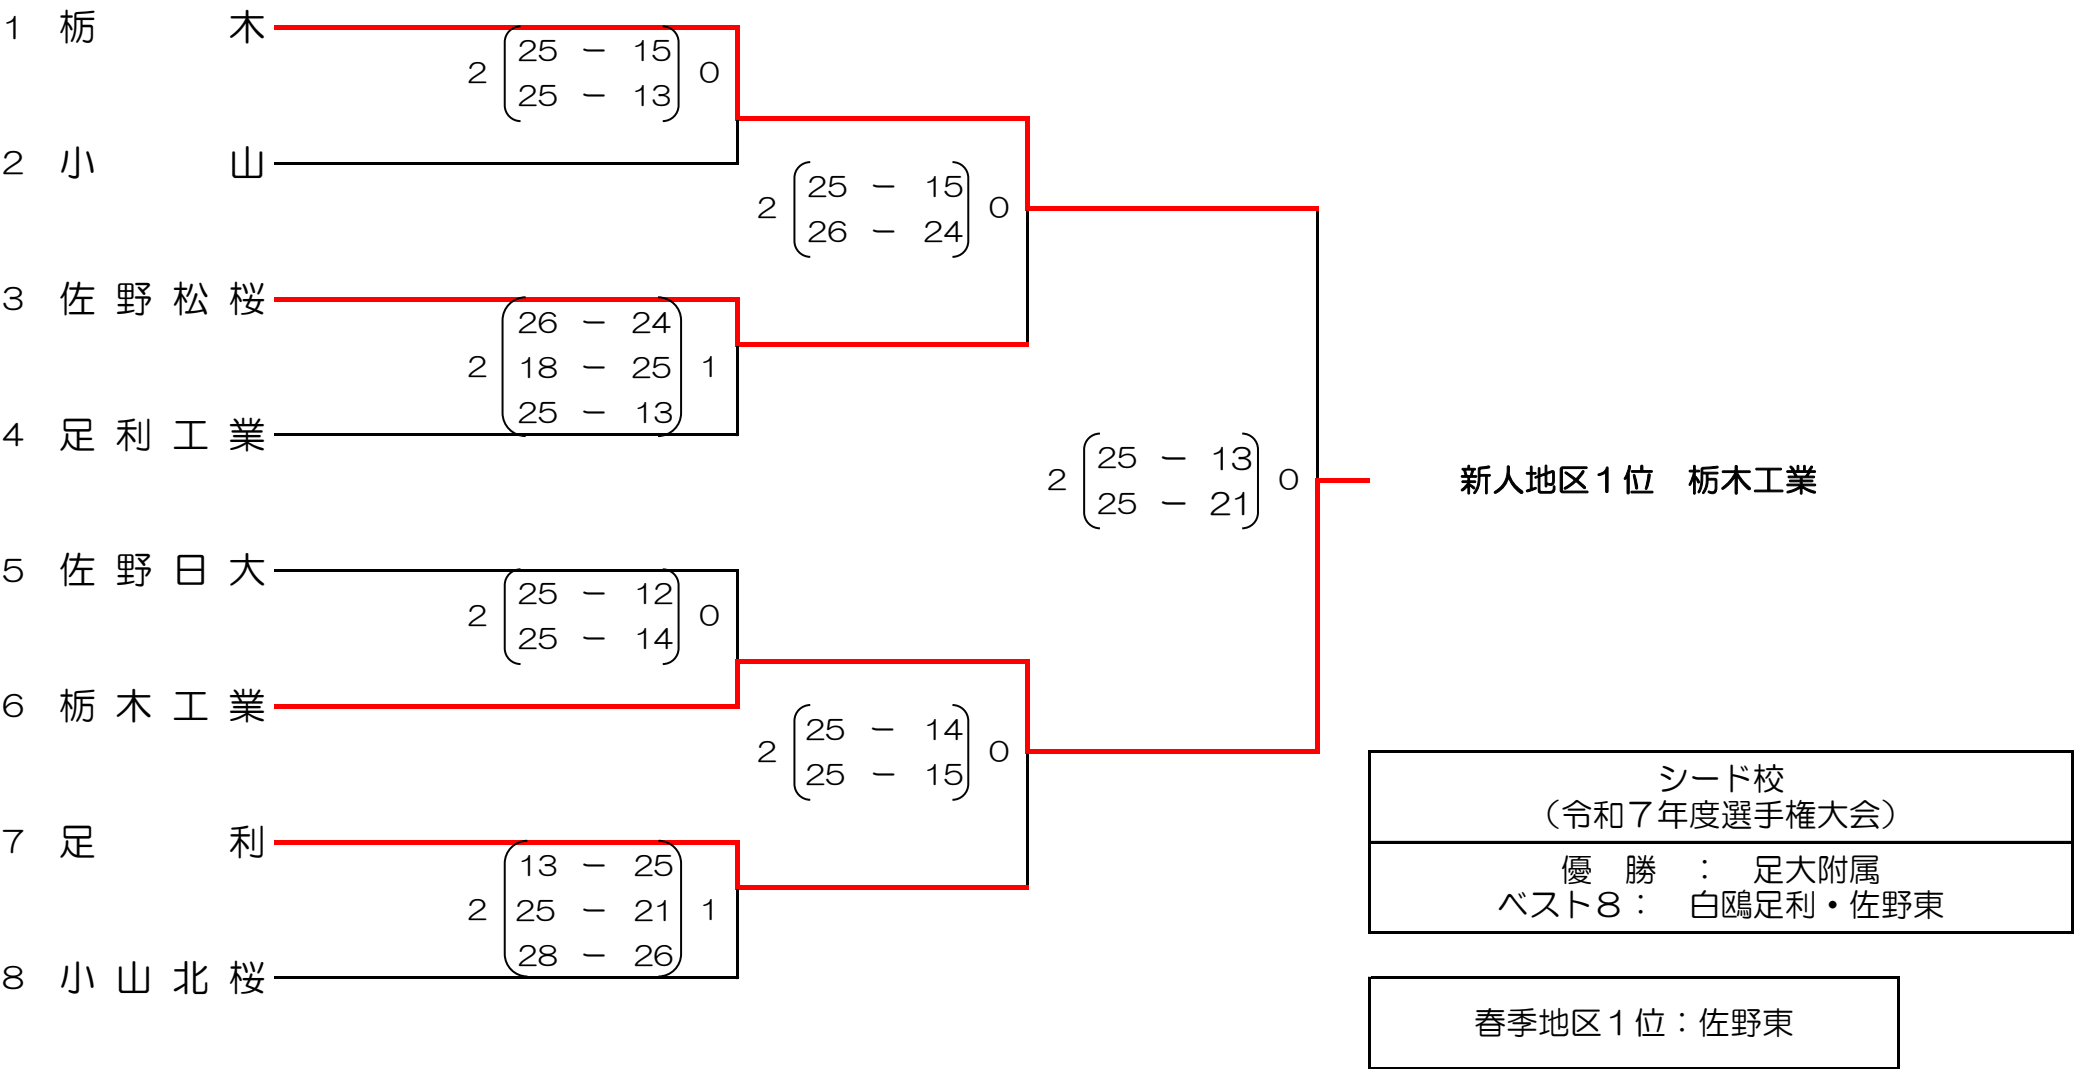 1 栃木
2 25 － 15 0
25 － 13
2 小山
2 25 － 15 0
26 － 24
3 佐野松桜
26 － 24
2 18 － 25 1
25 － 13
4 足利工業
2 25 － 13 0
25 － 21
新人地区１位　栃木工業
5 佐野日大
2 25 － 12 0
25 － 14
6 栃木工業
2 25 － 14 0
25 － 15
7 足利
13 － 25
2 25 － 21 1
28 － 26
8 小山北桜
シード校
（令和７年度選手権大会）
優　勝　：　足大附属
ベスト８：　白鴎足利・佐野東
春季地区１位：佐野東